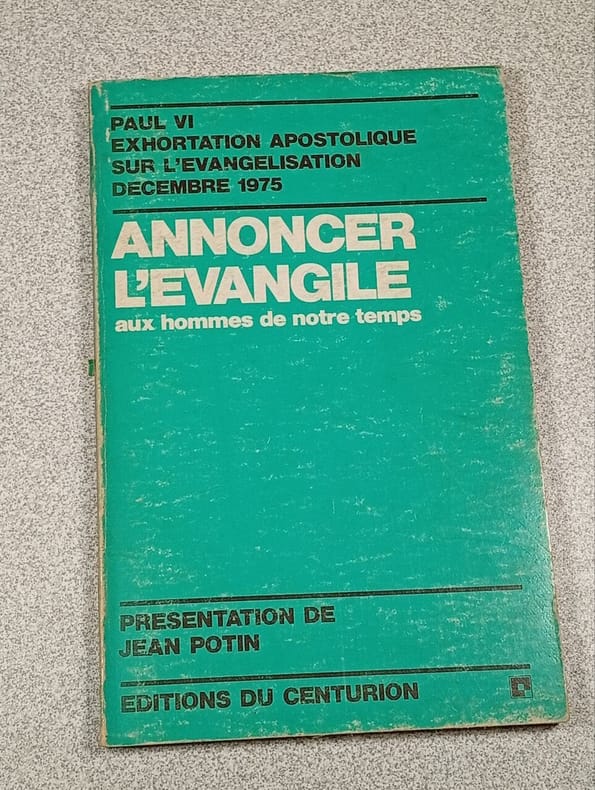 PAUL VI
EXHORTATION APOSTOLIQUE
SUR L'EVANGELISATION
DECEMBRE 1975
ANNONCER
L'EVANGILE
aux hommes de notre temps
PRESENTATION DE
JEAN POTIN
EDITIONS DU CENTURION